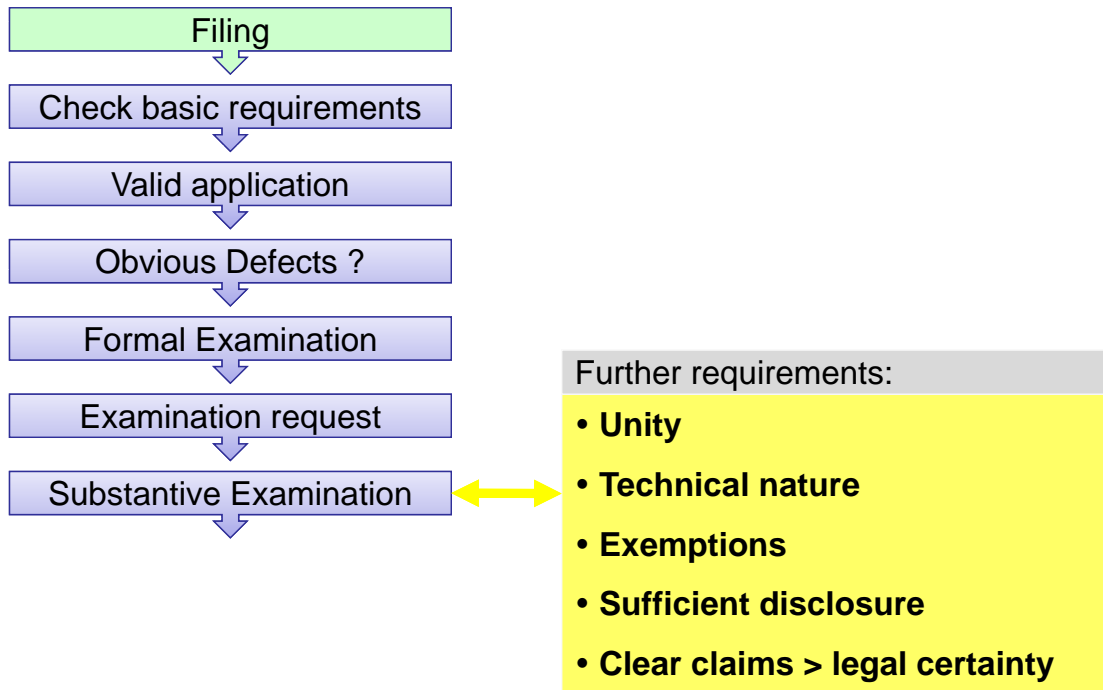 Filing
Check basic requirements
Valid application
Obvious Defects ?
Formal Examination
Examination request
Substantive Examination
Further requirements:
• Unity
• Technical nature
• Exemptions
• Sufficient disclosure
• Clear claims > legal certainty